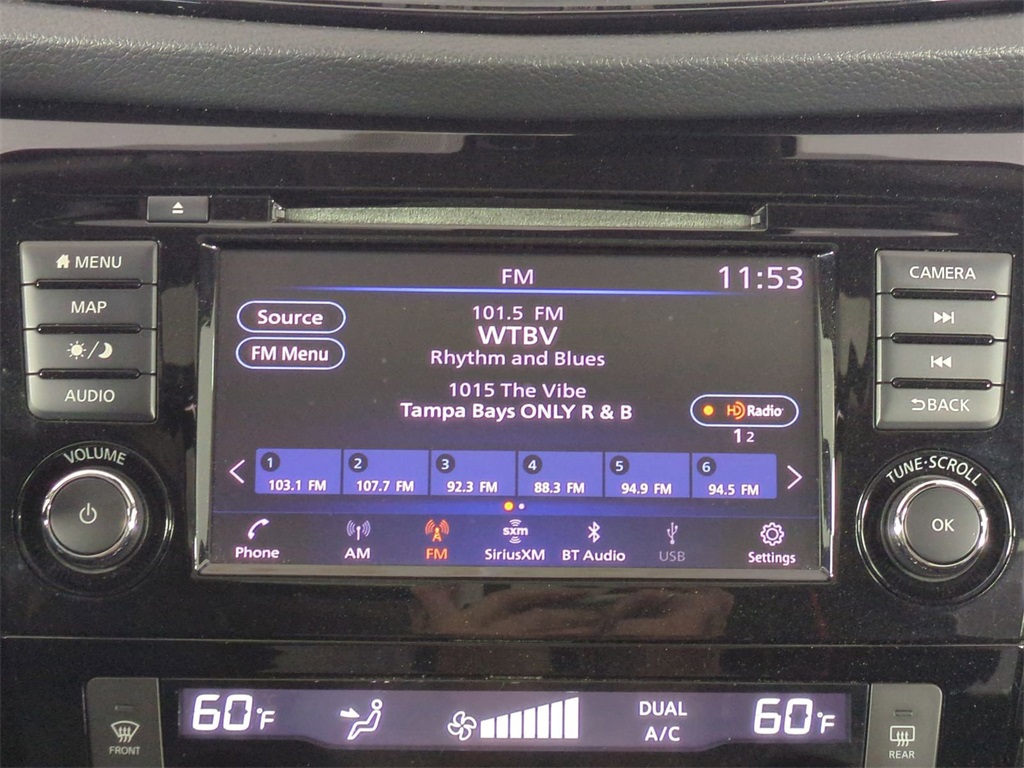 MENU
MAP
AUDIO
VOLUME
FM
11:53
Source
FM Menu
101.5 FM
WTBV
Rhythm and Blues
1015 The Vibe
Tampa Bays ONLY R & B
HD Radio
1 2
1
103.1 FM
2
107.7 FM
3
92.3 FM
4
88.3 FM
5
94.9 FM
6
94.5 FM
Phone
AM
FM
sxm
SiriusXM
BT Audio
USB
Settings
CAMERA
BACK
TUNE·SCROLL
OK
FRONT
60°F
DUAL
A/C
60°F
REAR